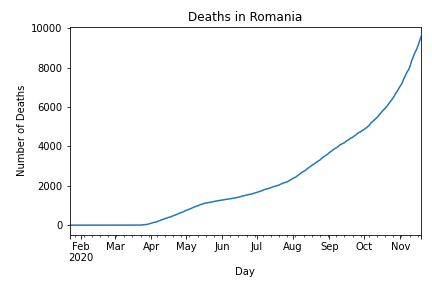 Deaths in Romania
10000
8000
6000
4000
2000
0
Number of Deaths
Feb Mar Apr May Jun Jul Aug Sep Oct Nov
2020
Day